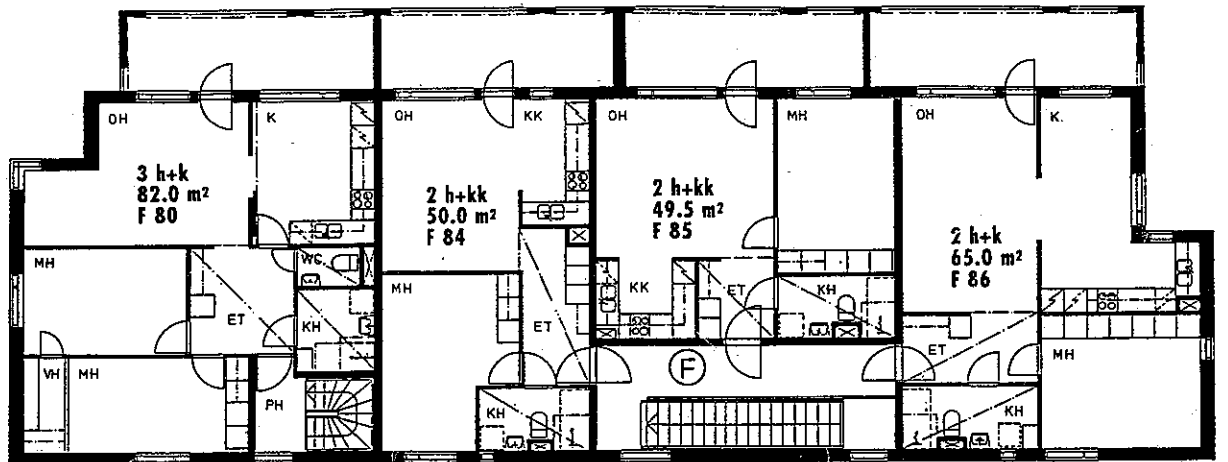 OH
K
3 h+k
82.0 m²
F 80
MH
WC
ET
KH
VH
MH
PH
OH
KK
2 h+kk
50.0 m²
F 84
MH
ET
KH
OH
MH
2 h+kk
49.5 m²
F 85
KK
ET
KH
F
OH
K.
2 h+k
65.0 m²
F 86
ET
MH
KH